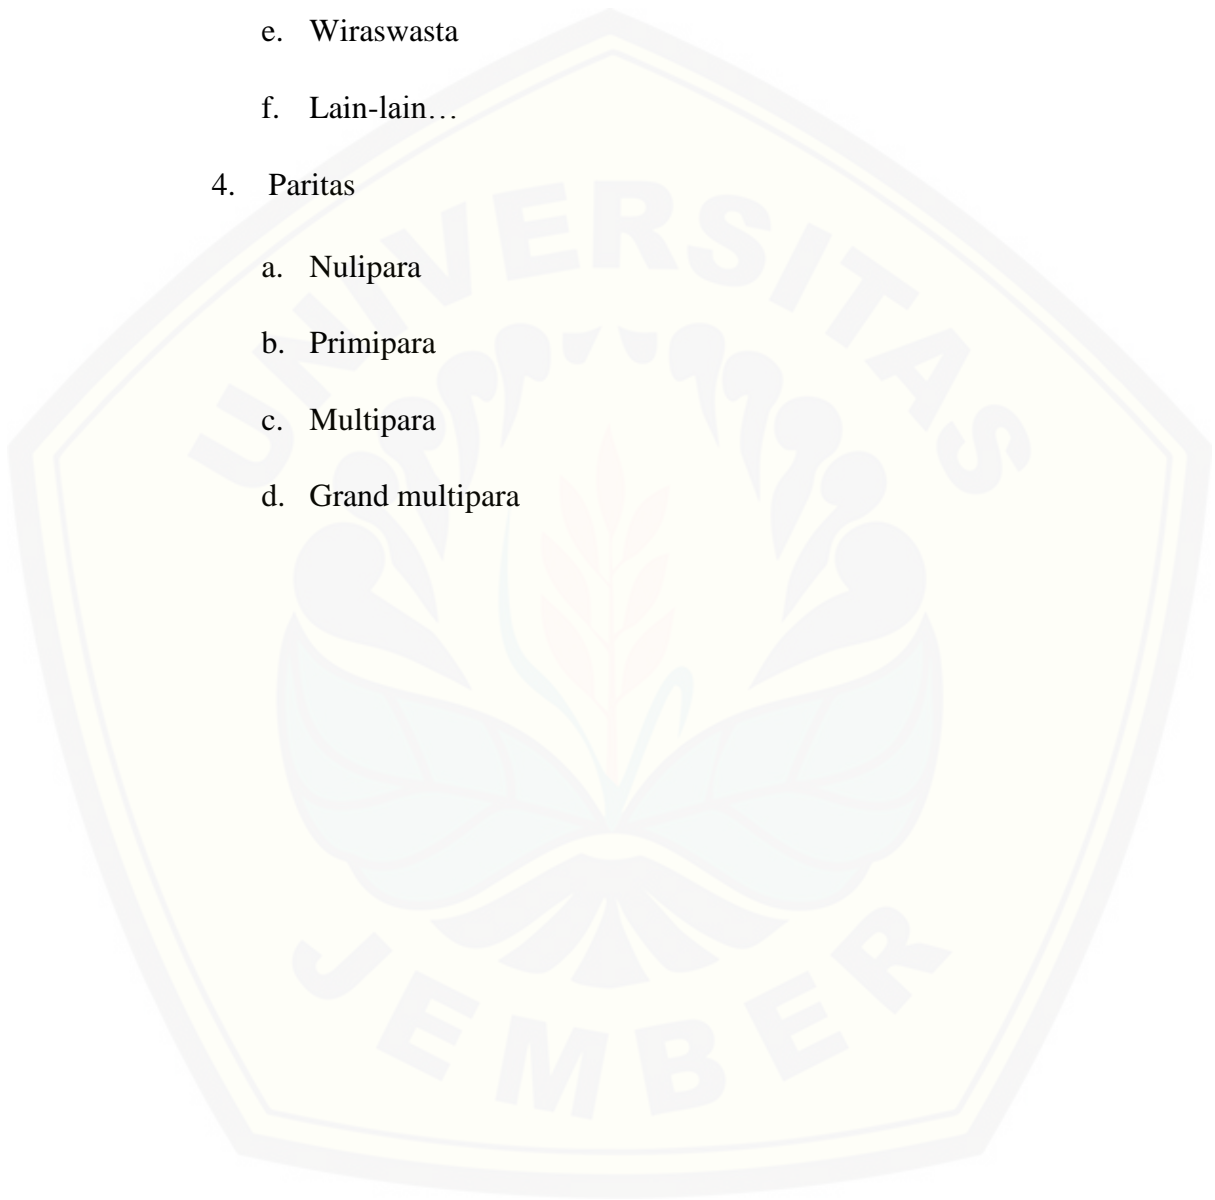 e. Wiraswasta
f. Lain-lain…
4. Paritas
a. Nulipara
b. Primipara
c. Multipara
d. Grand multipara
UNIVERSITAS
JEMBER